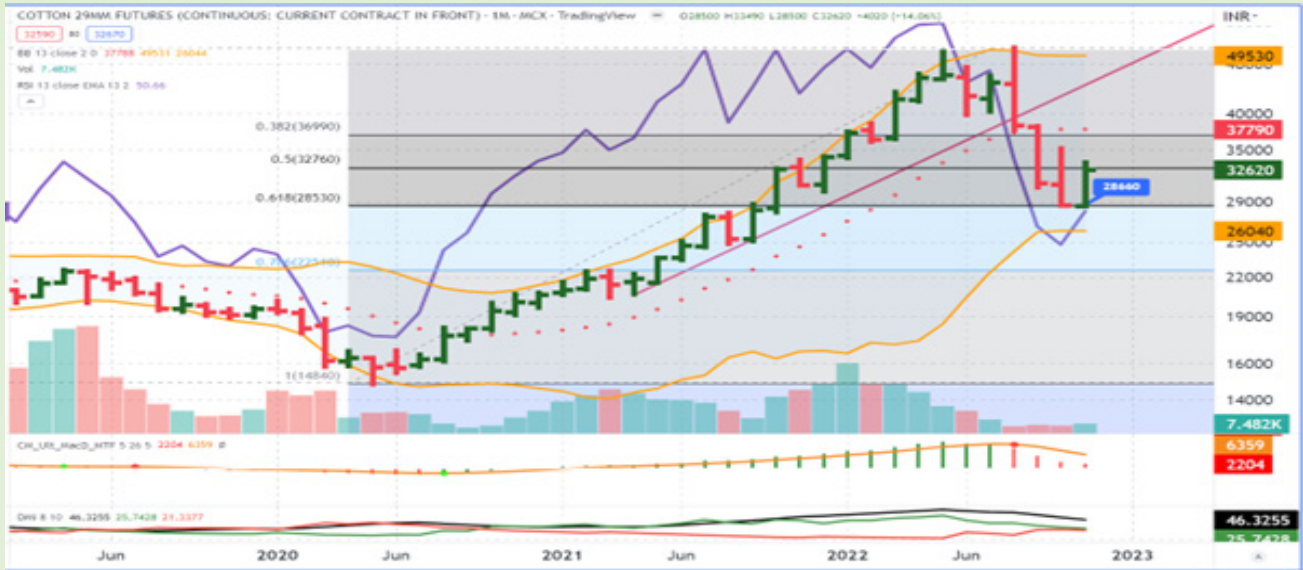 COTTON 29MM FUTURES (CONTINUOUS: CURRENT CONTRACT IN FRONT) · 1M · MCX · TradingView O28500 H33490 L28500 C32620 +4020 (+14.06%)
INR
32590 80 32670
BB 13 close 2 0 37788 49531 26044
Vol 7.482K
RSI 13 close EMA 13 2 50.66
49530
40000
0.382(36990)
37790
35000
0.5(32760)
32620
28660
0.618(28530)
29000
26040
25000
22000
19000
16000
1(14840)
14000
7.482K
CM_Ult_MacD_MTF 5 26 5 2204 6359 Ø
6359
2204
DMI 8 10 46.3255 25.7428 21.3377
46.3255
25.7428
Jun 2020 Jun 2021 Jun 2022 Jun 2023